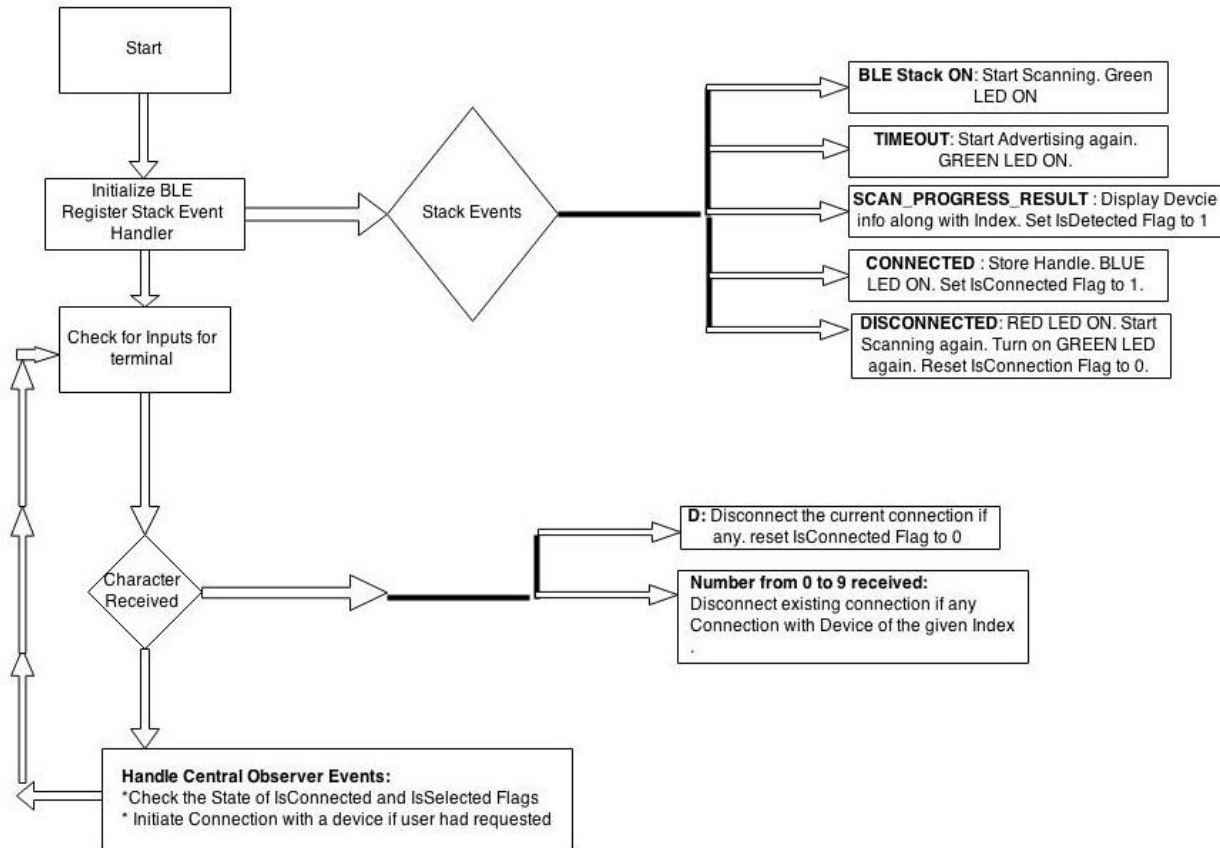 Start
BLE Stack ON: Start Scanning. Green
LED ON
TIMEOUT: Start Advertising again.
GREEN LED ON.
Initialize BLE
Register Stack Event
Handler
Stack Events
SCAN_PROGRESS_RESULT : Display Devcie
info along with Index. Set IsDetected Flag to 1
CONNECTED : Store Handle. BLUE
LED ON. Set IsConnected Flag to 1.
DISCONNECTED: RED LED ON. Start
Scanning again. Turn on GREEN LED
again. Reset IsConnection Flag to 0.
Check for Inputs for
terminal
Character
Received
D: Disconnect the current connection if
any. reset IsConnected Flag to 0
Number from 0 to 9 received:
Disconnect existing connection if any
Connection with Device of the given Index
.
Handle Central Observer Events:
*Check the State of IsConnected and IsSelected Flags
* Initiate Connection with a device if user had requested